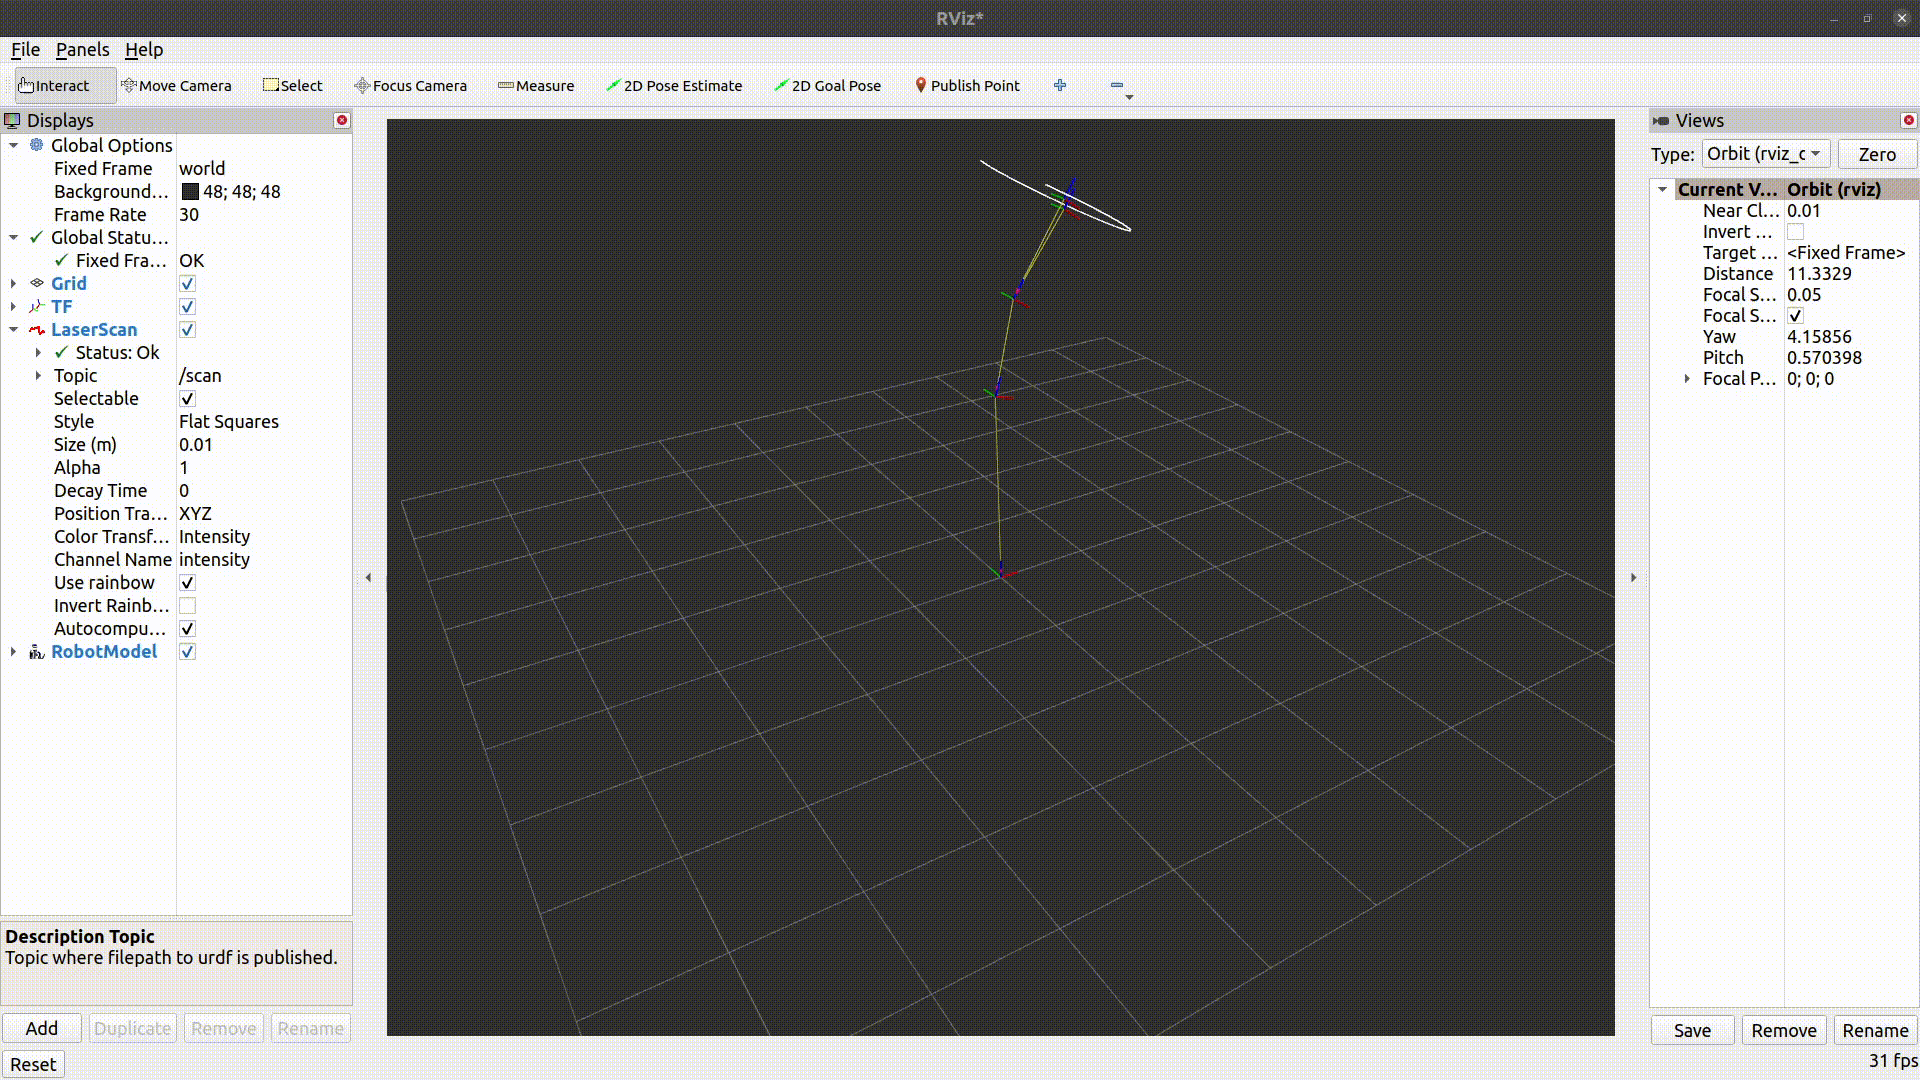 RViz*
File Panels Help
Interact Move Camera Select Focus Camera Measure 2D Pose Estimate 2D Goal Pose Publish Point
Displays
Global Options
Fixed Frame world
Background... 48; 48; 48
Frame Rate 30
Global Statu...
Fixed Fra... OK
Grid
TF
LaserScan
Status: Ok
Topic /scan
Selectable
Style Flat Squares
Size (m) 0.01
Alpha 1
Decay Time 0
Position Tra... XYZ
Color Transf... Intensity
Channel Name intensity
Use rainbow
Invert Rainb...
Autocompu...
RobotModel
Description Topic
Topic where filepath to urdf is published.
Add Duplicate Remove Rename
Reset
Views
Type: Orbit (rviz_c Zero
Current V... Orbit (rviz)
Near Cl... 0.01
Invert ...
Target ... <Fixed Frame>
Distance 11.3329
Focal S... 0.05
Focal S...
Yaw 4.15856
Pitch 0.570398
Focal P... 0; 0; 0
Save Remove Rename
31 fps